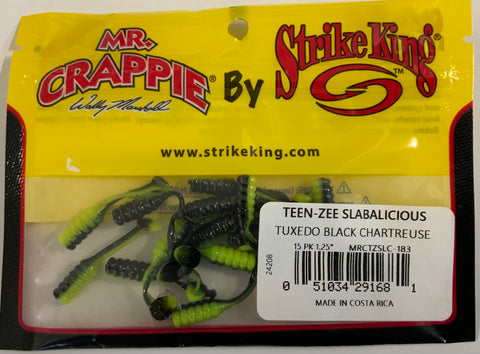 MR. CRAPPIE® By Strike King™
Wally Marshall
www.strikeking.com
TEEN-ZEE SLABALICIOUS
TUXEDO BLACK CHARTREUSE
15 PK 1.25" MRCTZSLC-183
24208
0 51034 29168 1
MADE IN COSTA RICA